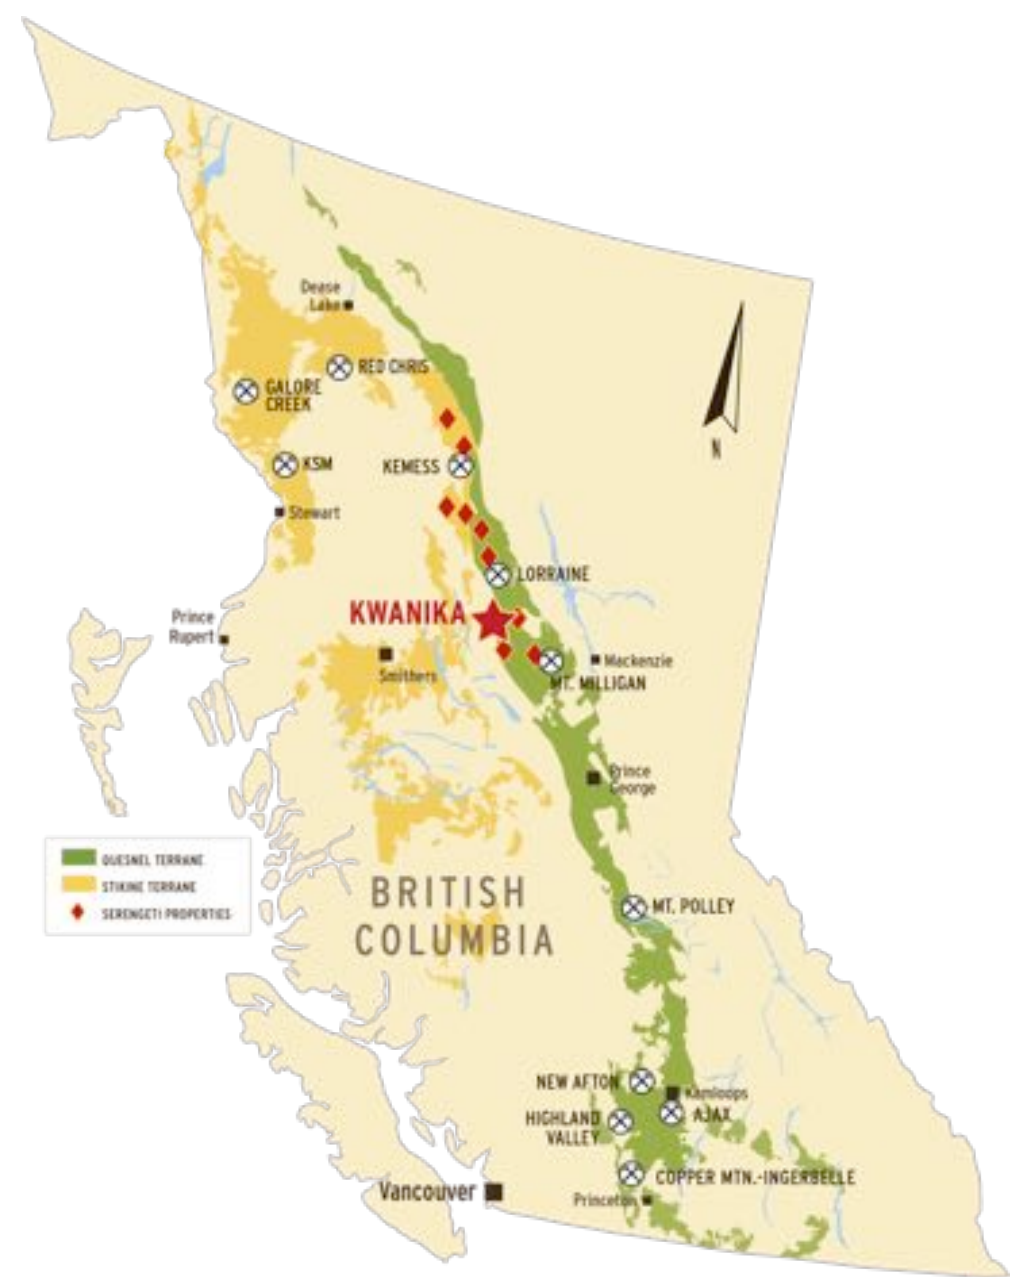 Dease
Lake
RED CHRIS
GALORE
CREEK
N
KSM
KEMESS
Stewart
LORRAINE
KWANIKA
Prince
Rupert
Smithers
Mackenzie
MT. MILLIGAN
Prince
George
QUESNEL TERRANE
STIKINE TERRANE
SERENGETI PROPERTIES
BRITISH
COLUMBIA
MT. POLLEY
NEW AFTON
Kamloops
AJAX
HIGHLAND
VALLEY
COPPER MTN.-INGERBELLE
Princeton
Vancouver